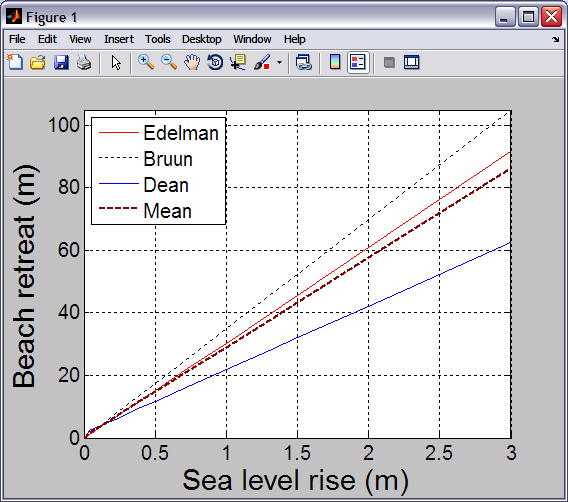 Figure 1
File Edit View Insert Tools Desktop Window Help
Edelman
Bruun
Dean
Mean
100
80
60
40
20
0
Beach retreat (m)
0 0.5 1 1.5 2 2.5 3
Sea level rise (m)